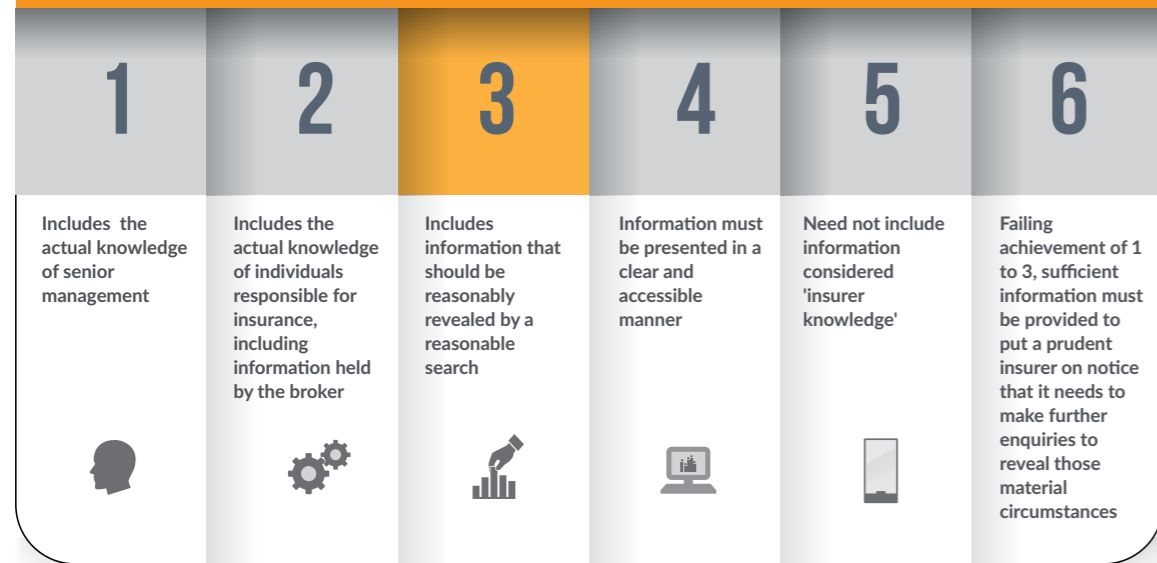 1
Includes the
actual knowledge
of senior
management
2
Includes the
actual knowledge
of individuals
responsible for
insurance,
including
information held
by the broker
3
Includes
information that
should be
reasonably
revealed by a
reasonable
search
4
Information must
be presented in a
clear and
accessible
manner
5
Need not include
information
considered
'insurer
knowledge'
6
Failing
achievement of 1
to 3, sufficient
information must
be provided to
put a prudent
insurer on notice
that it needs to
make further
enquiries to
reveal those
material
circumstances